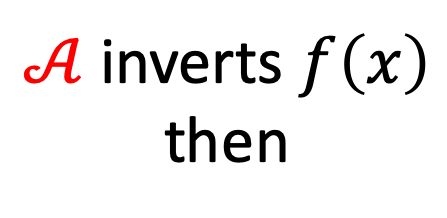 𝒜 inverts 𝑓(𝑥)
then